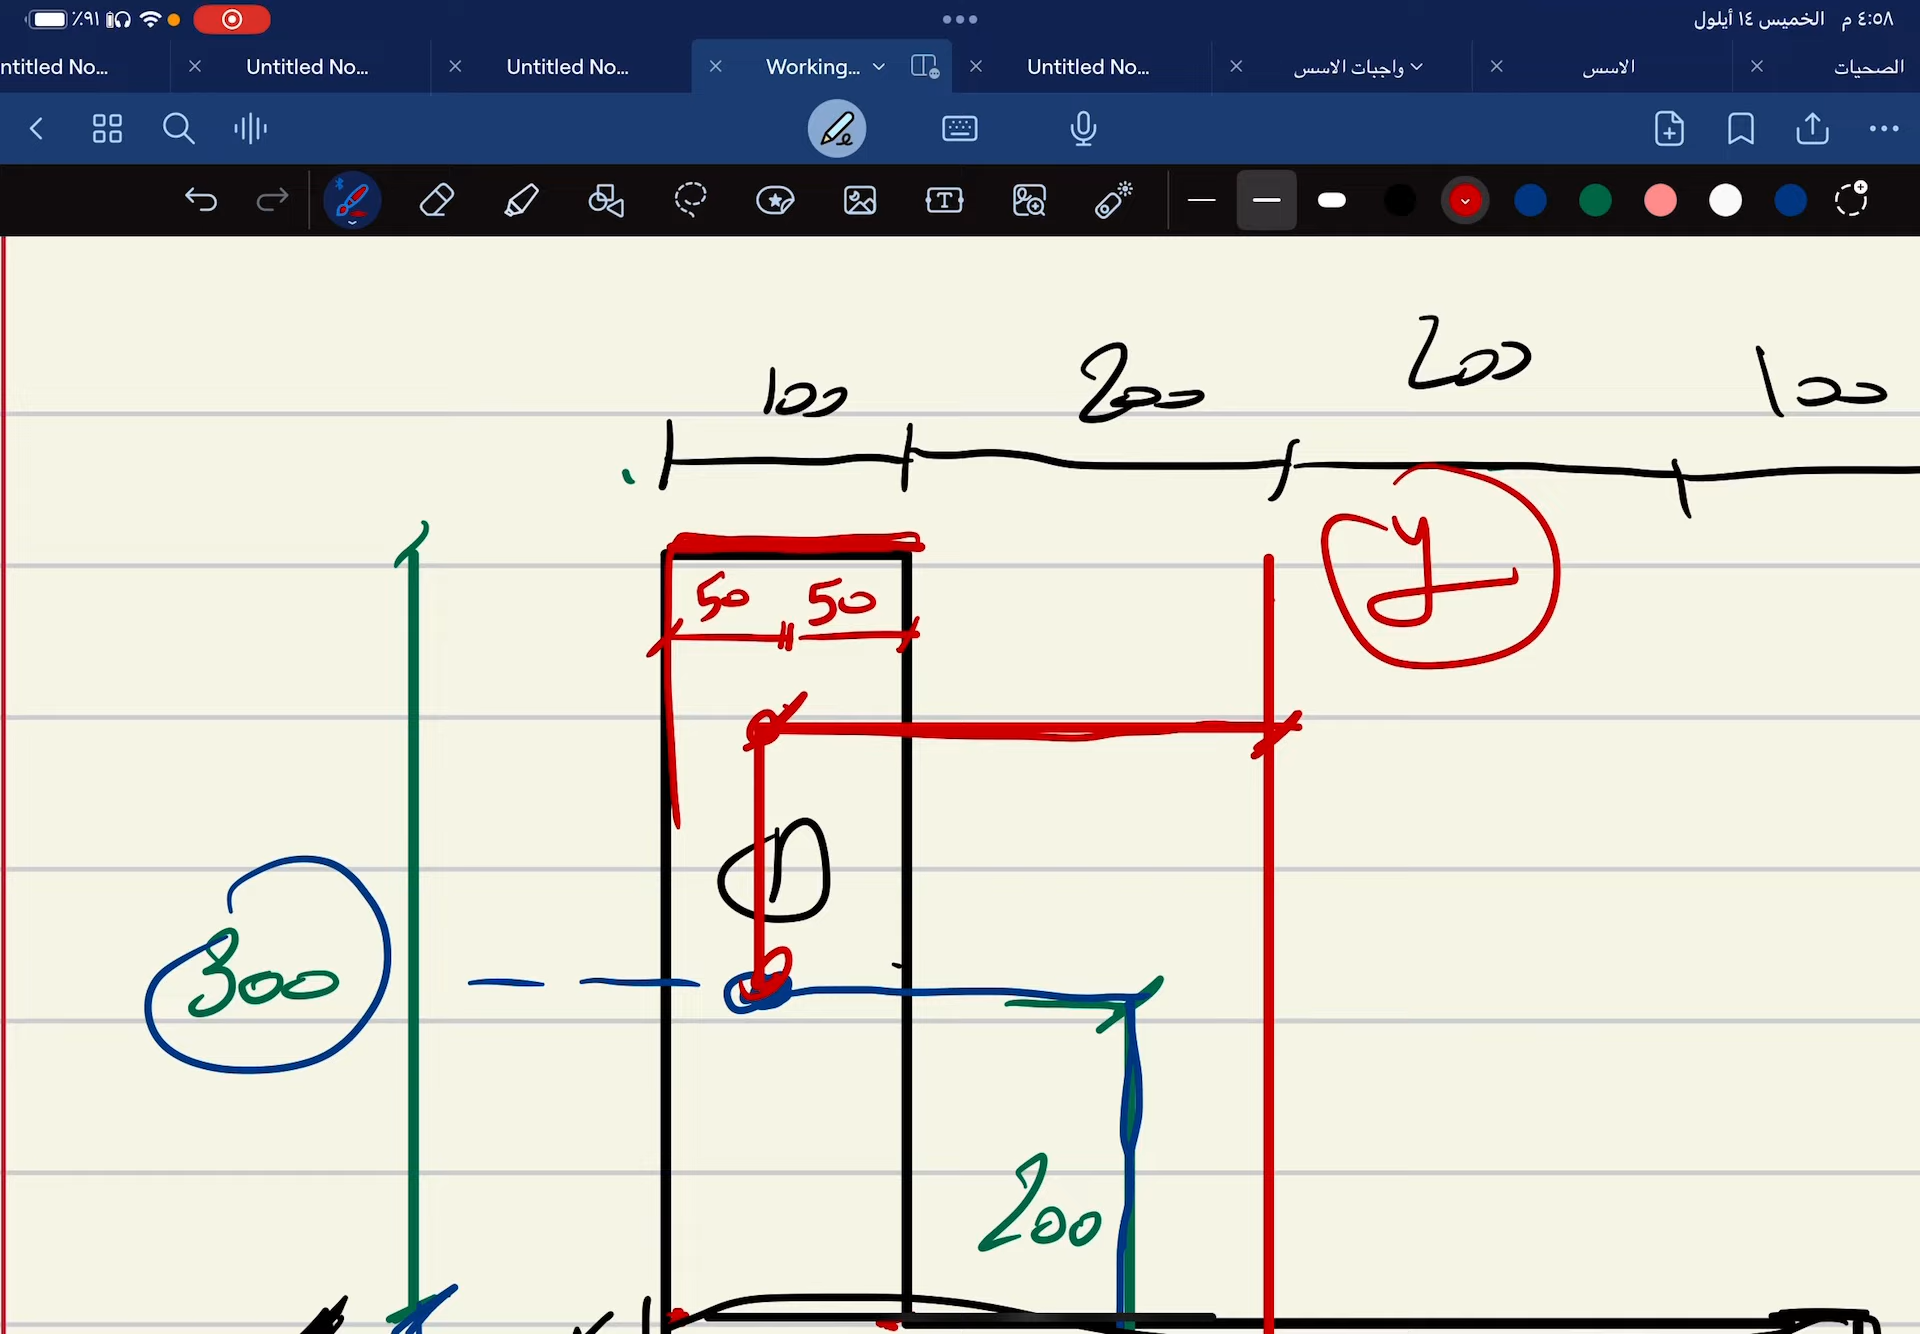 ٪٩١
٤:٥٨ م الخميس ١٤ أيلول
ntitled No...
Untitled No...
Untitled No...
Working...
Untitled No...
واجبات الاسس
الاسس
الصحيات
100 200 200 100
y
50 50
300
200